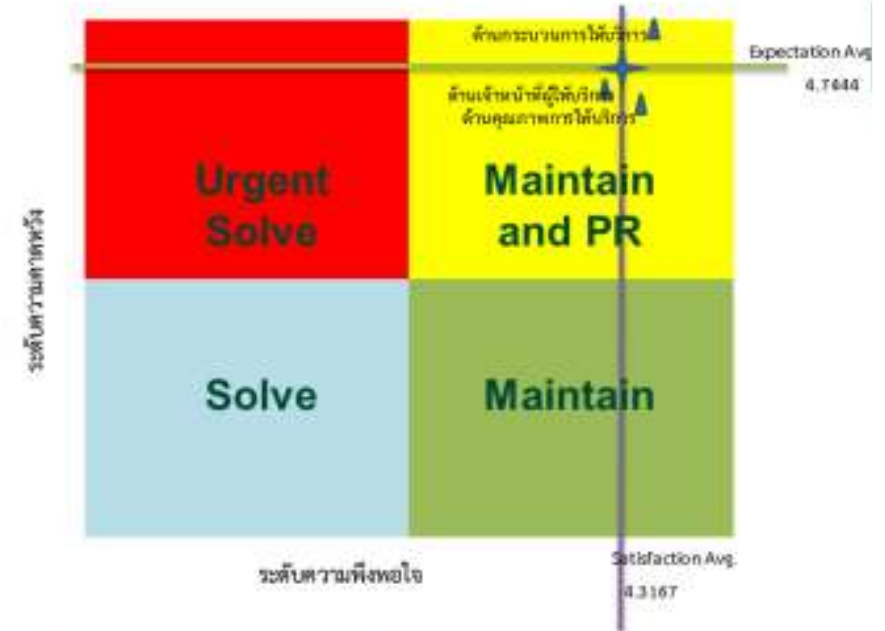 ด้านกระบวนการให้บริการ
Expectation Avg
4.7444
ด้านเจ้าหน้าที่ผู้ให้บริการ
ด้านคุณภาพการให้บริการ
Urgent
Solve
Maintain
and PR
ระดับความคาดหวัง
Solve
Maintain
Satisfaction Avg.
4.3167
ระดับความพึงพอใจ